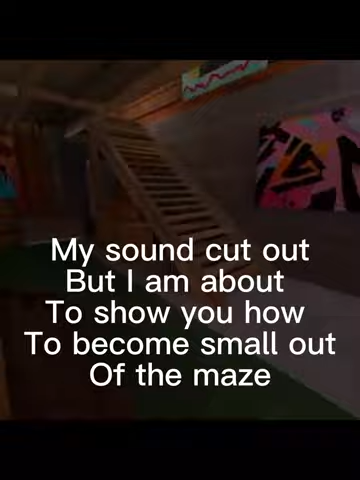 My sound cut out
But I am about
To show you how
To become small out
Of the maze